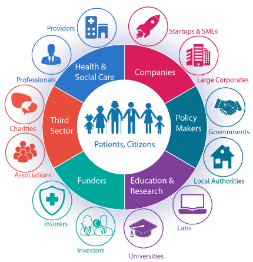 Providers
Startups & SMEs
Health &
Social Care
Companies
Professionals
Large Corporates
Third
Sector
Policy
Makers
Charities
Governments
Patients, Citizens
Associations
Local Authorities
Funders
Education &
Research
Insurers
Labs
Investors
Universities